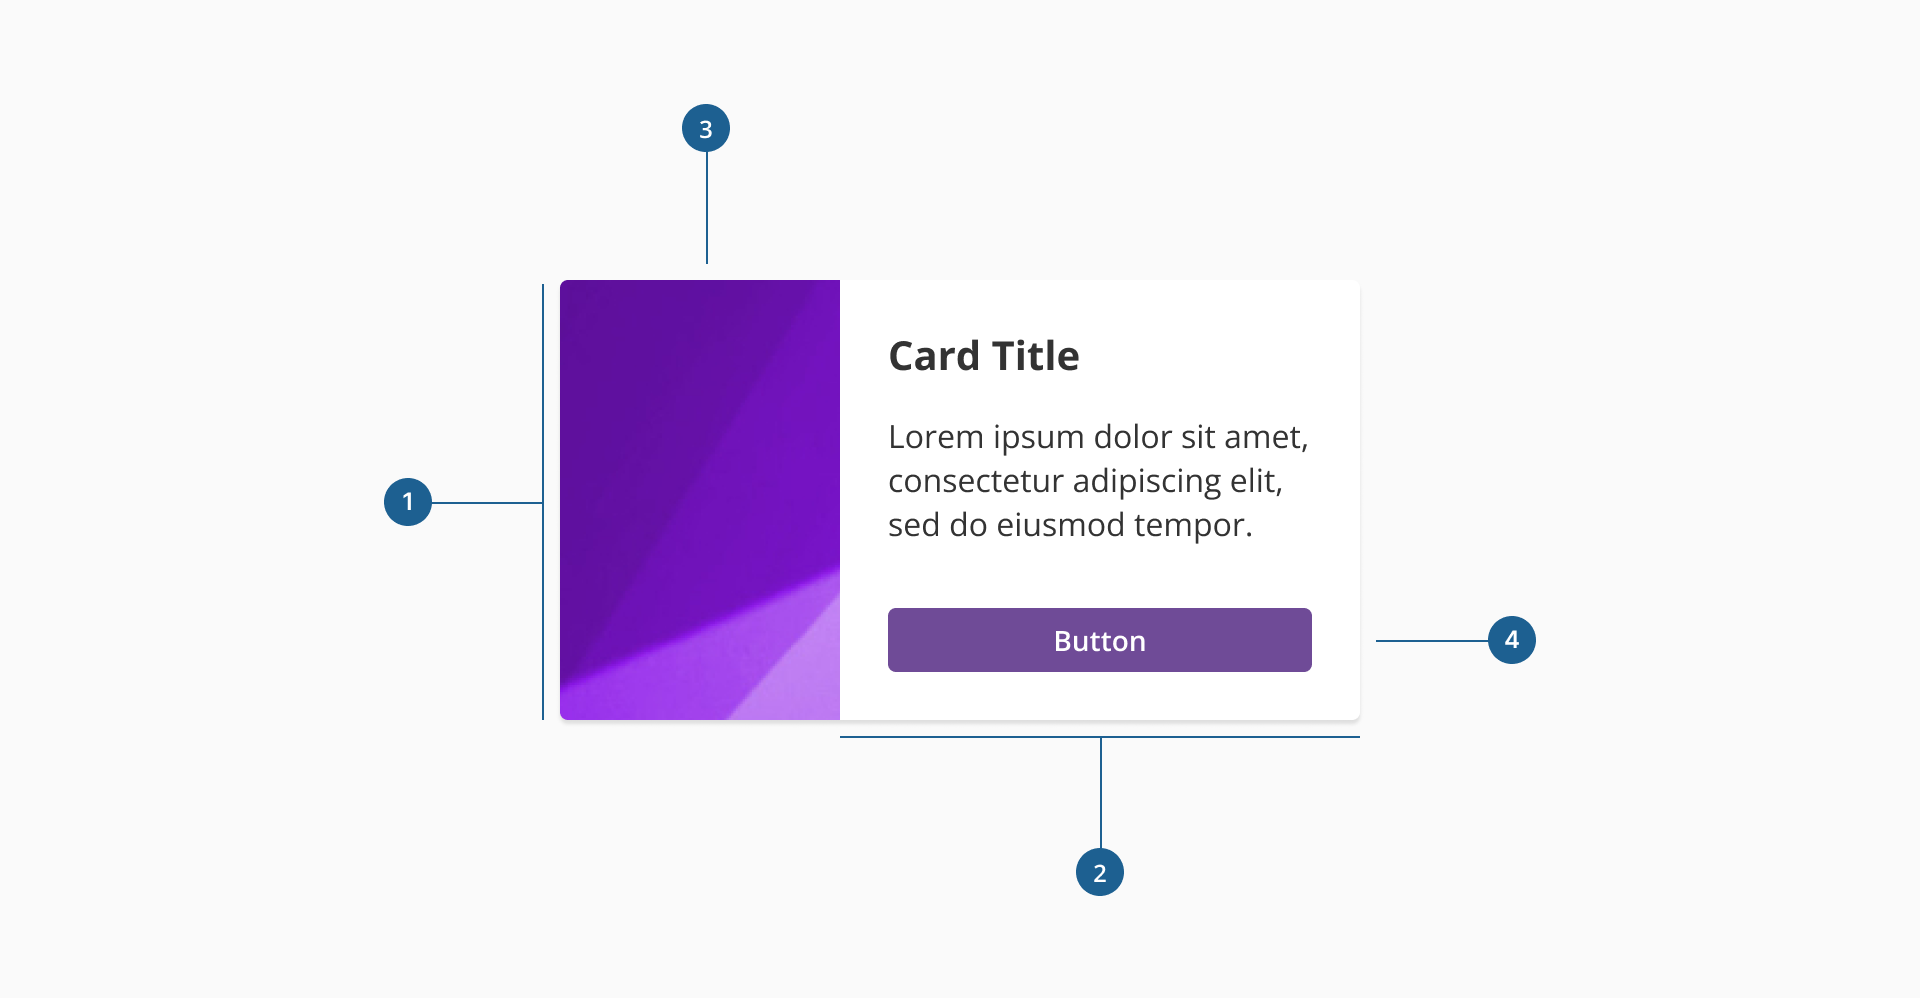 3
Card Title
Lorem ipsum dolor sit amet,
consectetur adipiscing elit,
sed do eiusmod tempor.
1
Button
4
2